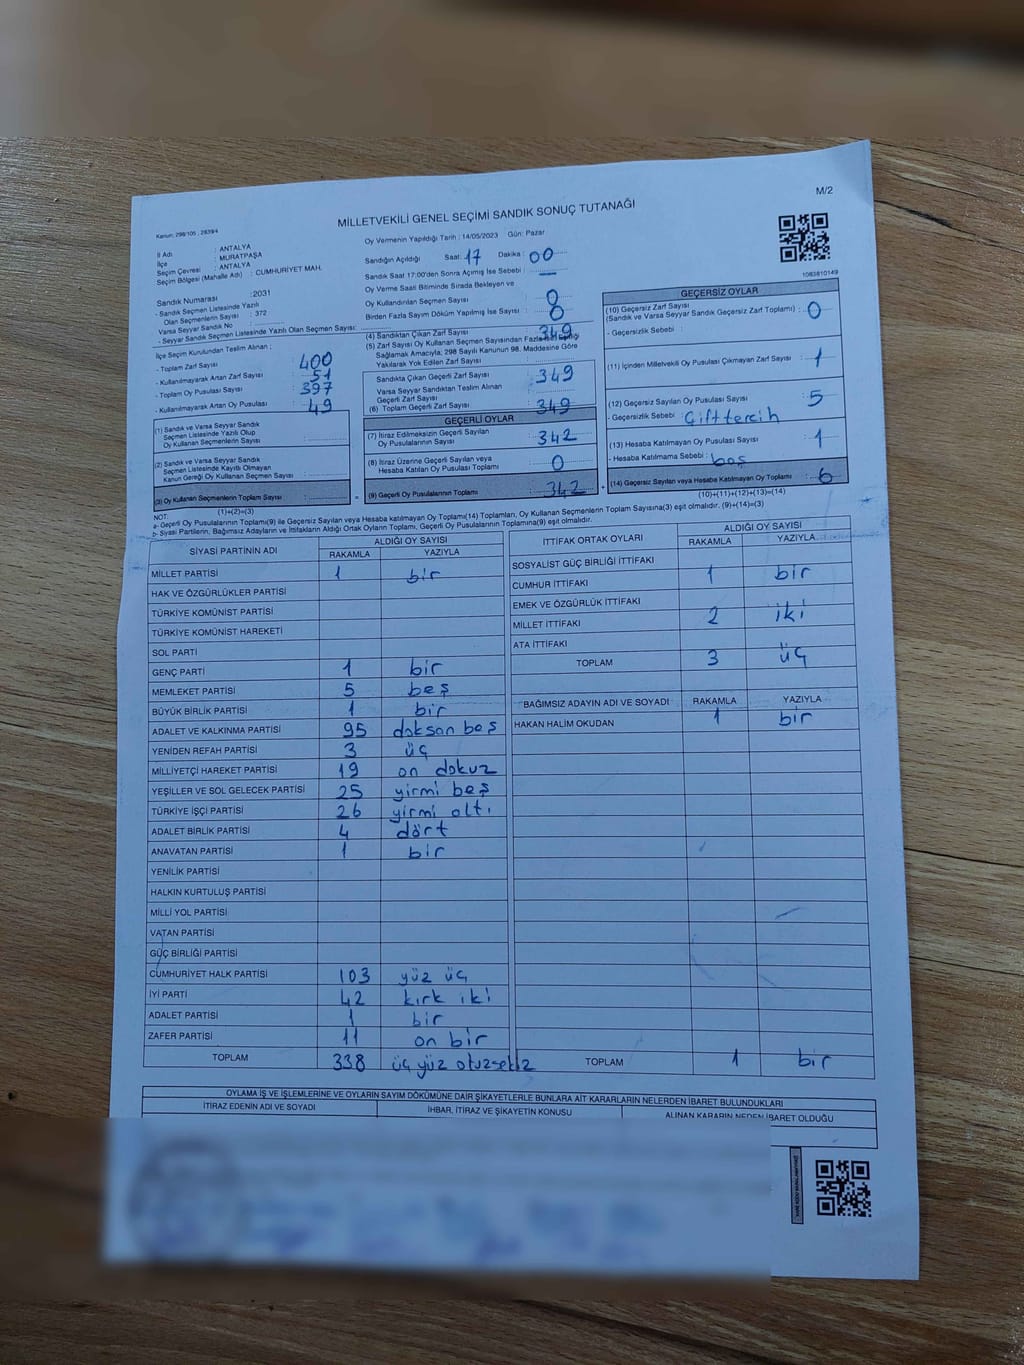 M/2
MİLLETVEKİLİ GENEL SEÇİMİ SANDIK SONUÇ TUTANAĞI
Kanun: 298/105 , 2839/4
Oy Vermenin Yapıldığı Tarih : 14/05/2023 Gün: Pazar
İl Adı : ANTALYA
İlçe : MURATPAŞA
Seçim Çevresi : ANTALYA
Seçim Bölgesi (Mahalle Adı) : CUMHURİYET MAH.
Sandığın Açıldığı Saat: 17 Dakika : 00
Sandık Saat 17:00'den Sonra Açımış İse Sebebi : —
Oy Verme Saati Bitiminde Sırada Bekleyen ve
Oy Kullandırılan Seçmen Sayısı 0
Birden Fazla Sayım Döküm Yapılmış İse Sayısı : 0
1083810149
Sandık Numarası :2031
- Sandık Seçmen Listesinde Yazılı
Olan Seçmenlerin Sayısı : 372
Varsa Seyyar Sandık No :
- Seyyar Sandık Seçmen Listesinde Yazılı Olan Seçmen Sayısı:
İlçe Seçim Kurulundan Teslim Alınan ;
- Toplam Zarf Sayısı 400
- Kullanılmayarak Artan Zarf Sayısı 51
- Toplam Oy Pusulası Sayısı 397
- Kullanılmayarak Artan Oy Pusulası : 49
(1) Sandık ve Varsa Seyyar Sandık
Seçmen Listesinde Yazılı Olup
Oy Kullanan Seçmenlerin Sayısı
(2) Sandık ve Varsa Seyyar Sandık
Seçmen Listesinde Kayıtlı Olmayan
Kanun Gereği Oy Kullanan Seçmen Sayısı
(3) Oy Kullanan Seçmenlerin Toplam Sayısı
(1)+(2)=(3)
(4) Sandıktan Çıkan Zarf Sayısı 349
(5) Zarf Sayısı Oy Kullanan Seçmen Sayısından Fazla İse Eşitliği
Sağlamak Amacıyla; 298 Sayılı Kanunun 98. Maddesine Göre
Yakılarak Yok Edilen Zarf Sayısı
Sandıkta Çıkan Geçerli Zarf Sayısı : 349
Varsa Seyyar Sandıktan Teslim Alınan
Geçerli Zarf Sayısı
(6) Toplam Geçerli Zarf Sayısı 349
GEÇERLİ OYLAR
(7) İtiraz Edilmeksizin Geçerli Sayılan
Oy Pusulalarının Sayısı 342
(8) İtiraz Üzerine Geçerli Sayılan veya
Hesaba Katılan Oy Pusulası Toplamı 0
(9) Geçerli Oy Pusulalarının Toplamı 342
GEÇERSİZ OYLAR
(10) Geçersiz Zarf Sayısı
(Sandık ve Varsa Seyyar Sandık Geçersiz Zarf Toplamı) : 0
- Geçersizlik Sebebi :
(11) İçinden Milletvekili Oy Pusulası Çıkmayan Zarf Sayısı 1
(12) Geçersiz Sayılan Oy Pusulası Sayısı 5
- Geçersizlik Sebebi : Çift tercih
(13) Hesaba Katılmayan Oy Pusulası Sayısı 1
- Hesaba Katılmama Sebebi : boş
(14) Geçersiz Sayılan veya Hesaba Katılmayan Oy Toplamı : 6
(10)+(11)+(12)+(13)=(14)
NOT:
a- Geçerli Oy Pusulaları Toplamı(9) ile Geçersiz Sayılan veya Hesaba katılmayan Oy Toplamı(14) Toplamları, Oy Kullanan Seçmenlerin Toplam Sayısına(3) eşit olmalıdır. (9)+(14)=(3)
b- Siyasi Partilerin, Bağımsız Adayların ve İttifakların Aldığı Ortak Oyların Toplamı, Geçerli Oy Pusulalarının Toplamına(9) eşit olmalıdır.
SİYASİ PARTİNİN ADI ALDIĞI OY SAYISI
RAKAMLA YAZIYLA
MİLLET PARTİSİ 1 bir
HAK VE ÖZGÜRLÜKLER PARTİSİ
TÜRKİYE KOMÜNİST PARTİSİ
TÜRKİYE KOMÜNİST HAREKETİ
SOL PARTİ
GENÇ PARTİ 1 bir
MEMLEKET PARTİSİ 5 beş
BÜYÜK BİRLİK PARTİSİ 1 bir
ADALET VE KALKINMA PARTİSİ 95 doksan beş
YENİDEN REFAH PARTİSİ 3 üç
MİLLİYETÇİ HAREKET PARTİSİ 19 on dokuz
YEŞİLLER VE SOL GELECEK PARTİSİ 25 yirmi beş
TÜRKİYE İŞÇİ PARTİSİ 26 yirmi altı
ADALET BİRLİK PARTİSİ 4 dört
ANAVATAN PARTİSİ 1 bir
YENİLİK PARTİSİ
HALKIN KURTULUŞ PARTİSİ
MİLLİ YOL PARTİSİ
VATAN PARTİSİ
GÜÇ BİRLİĞİ PARTİSİ
CUMHURİYET HALK PARTİSİ 103 yüz üç
İYİ PARTİ 42 kırk iki
ADALET PARTİSİ 1 bir
ZAFER PARTİSİ 11 on bir
TOPLAM 338 üç yüz otuzsekiz
İTTİFAK ORTAK OYLARI ALDIĞI OY SAYISI
RAKAMLA YAZIYLA
SOSYALİST GÜÇ BİRLİĞİ İTTİFAKI
CUMHUR İTTİFAKI 1 bir
EMEK VE ÖZGÜRLÜK İTTİFAKI
MİLLET İTTİFAKI 2 iki
ATA İTTİFAKI
TOPLAM 3 üç
BAĞIMSIZ ADAYIN ADI VE SOYADI RAKAMLA YAZIYLA
HAKAN HALİM OKUDAN 1 bir
TOPLAM 1 bir
OYLAMA İŞ VE İŞLEMLERİNE VE OYLARIN SAYIM DÖKÜMÜNE DAİR ŞİKAYETLERLE BUNLARA AİT KARARLARIN NELERDEN İBARET BULUNDUKLARI
İTİRAZ EDENİN ADI VE SOYADI İHBAR, İTİRAZ VE ŞİKAYETİN KONUSU ALINAN KARARIN NEDEN İBARET OLDUĞU